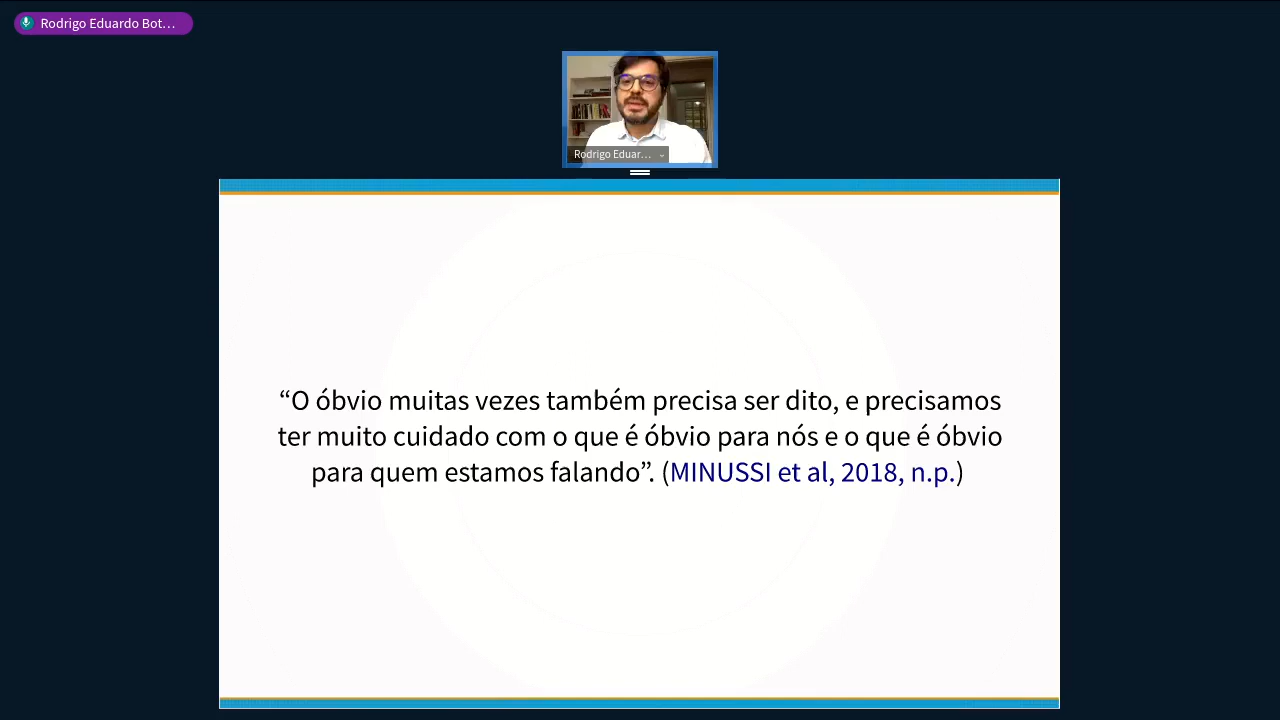 Rodrigo Eduardo Bot…
Rodrigo Eduar…
“O óbvio muitas vezes também precisa ser dito, e precisamos
ter muito cuidado com o que é óbvio para nós e o que é óbvio
para quem estamos falando”. (MINUSSI et al, 2018, n.p.)